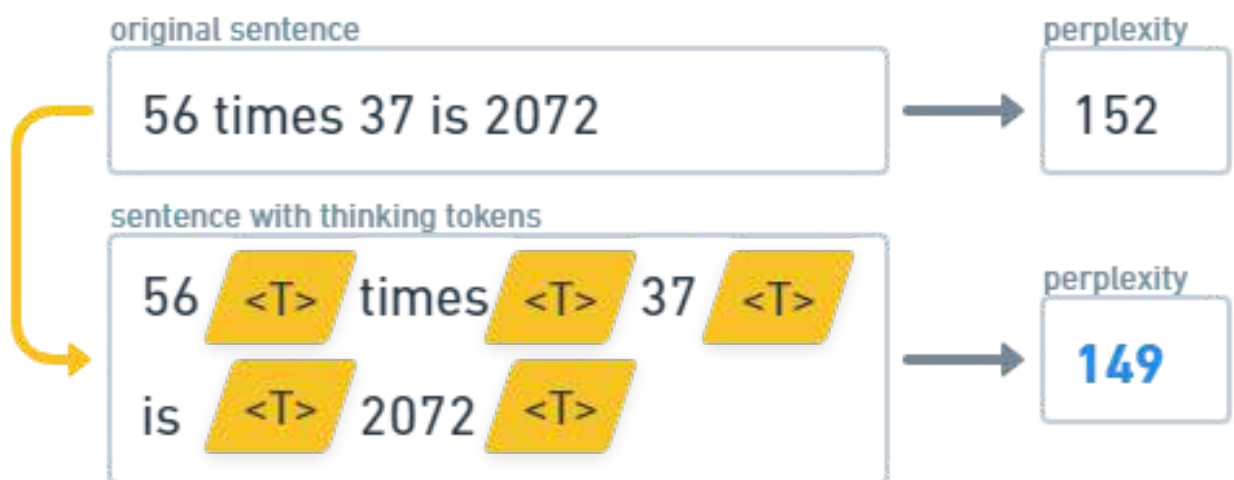 original sentence
56 times 37 is 2072
perplexity
152
sentence with thinking tokens
56 <T> times <T> 37 <T>
is <T> 2072 <T>
perplexity
149